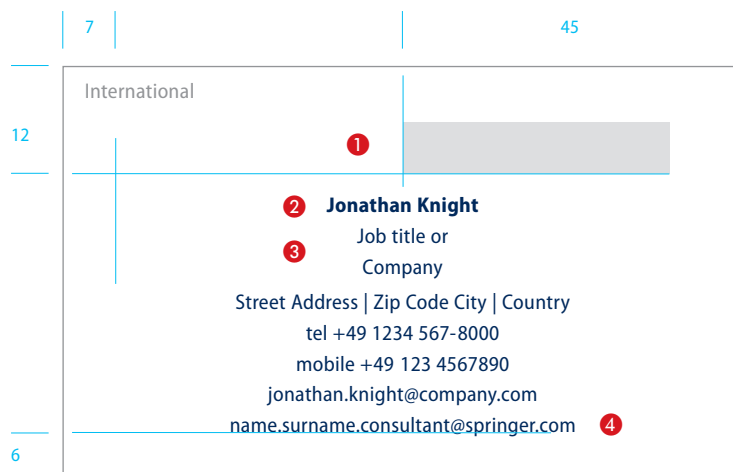 7 45
International
12
1
2 Jonathan Knight
Job title or
3
Company
Street Address | Zip Code City | Country
tel +49 1234 567-8000
mobile +49 123 4567890
jonathan.knight@company.com
name.surname.consultant@springer.com 4
6